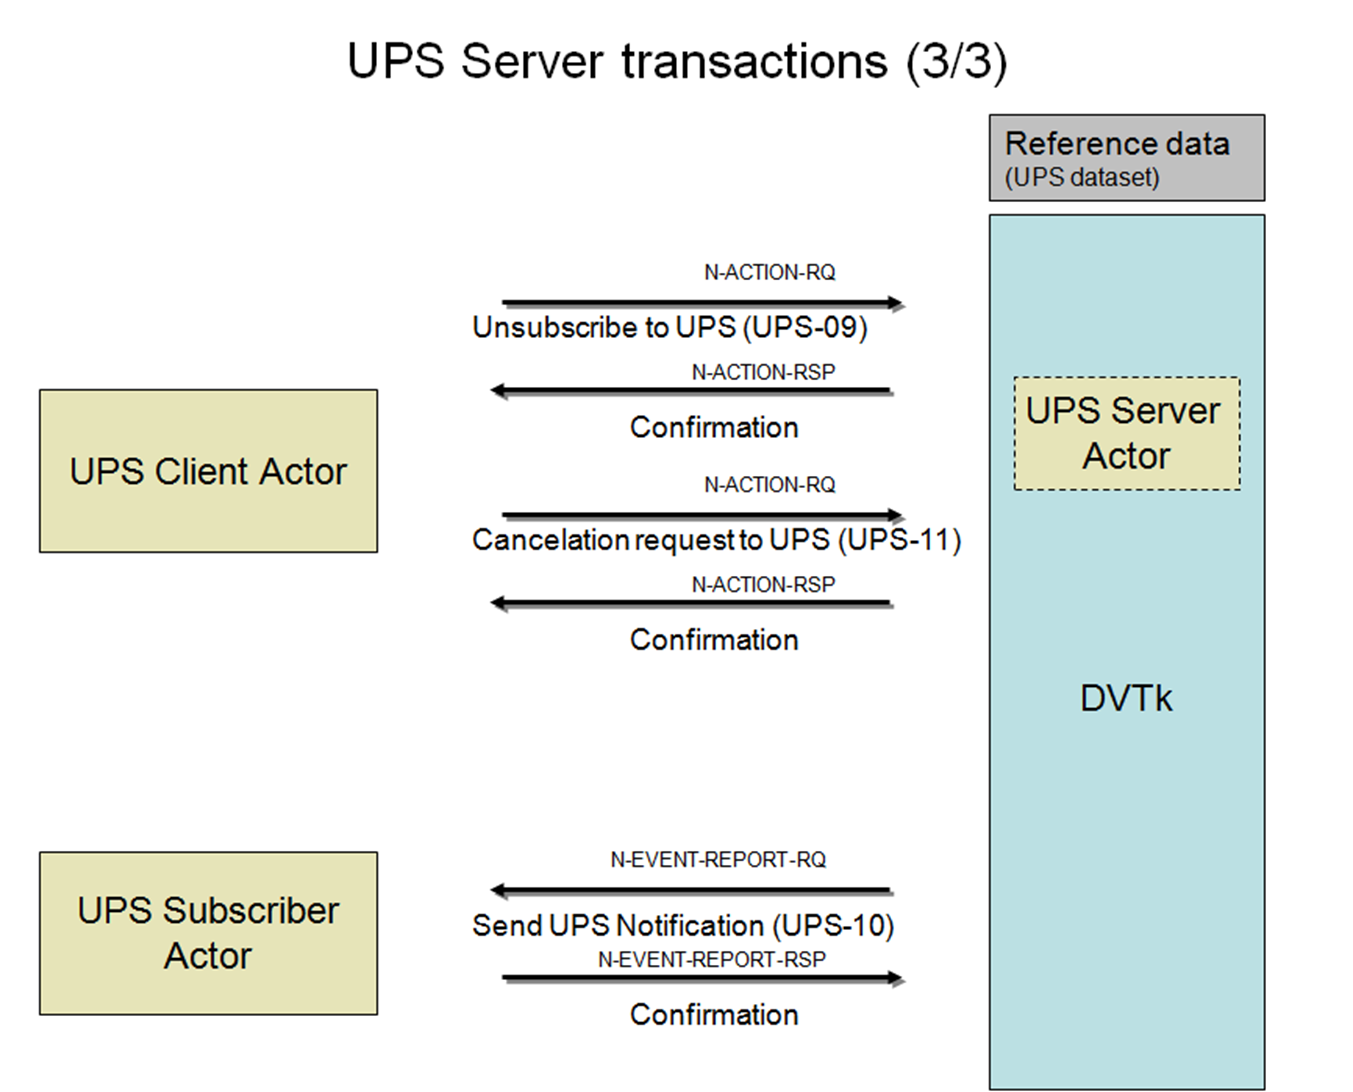 UPS Server transactions (3/3)
Reference data
(UPS dataset)
N-ACTION-RQ
Unsubscribe to UPS (UPS-09)
N-ACTION-RSP
Confirmation
UPS Server
Actor
UPS Client Actor
N-ACTION-RQ
Cancelation request to UPS (UPS-11)
N-ACTION-RSP
Confirmation
DVTk
UPS Subscriber
Actor
N-EVENT-REPORT-RQ
Send UPS Notification (UPS-10)
N-EVENT-REPORT-RSP
Confirmation